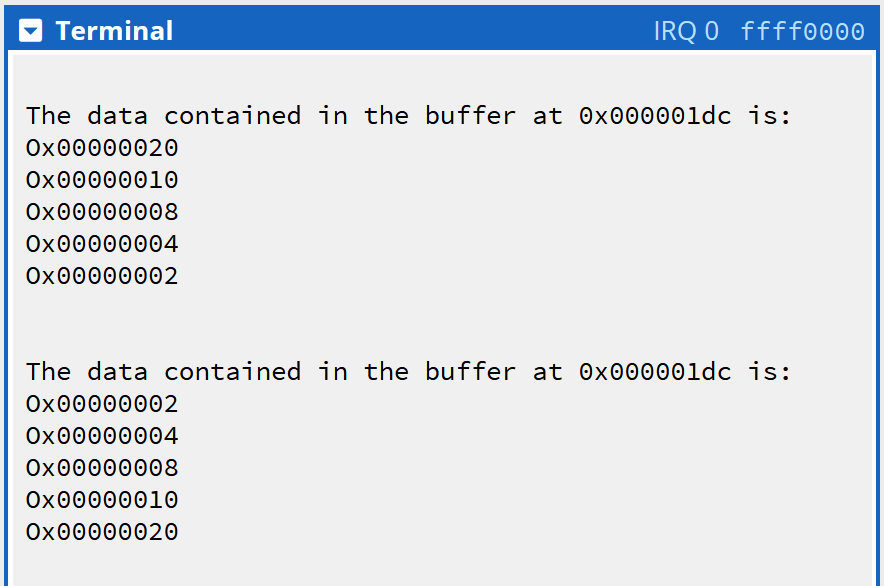 Terminal
IRQ 0 ffff0000
The data contained in the buffer at 0x000001dc is:
0x00000020
0x00000010
0x00000008
0x00000004
0x00000002
The data contained in the buffer at 0x000001dc is:
0x00000002
0x00000004
0x00000008
0x00000010
0x00000020